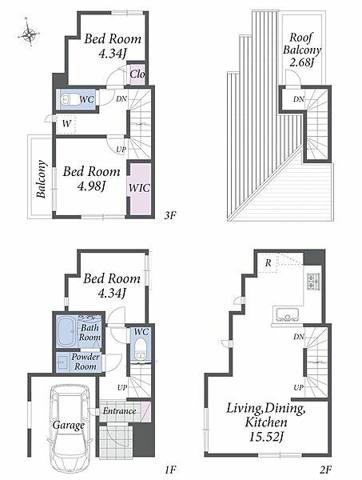 Bed Room
4.34J
Clo
WC
DN
W
UP
Bed Room
4.98J
WIC
Balcony
3F
Roof
Balcony
2.68J
DN
Bed Room
4.34J
Bath
Room
WC
Powder
Room
UP
Entrance
Garage
1F
R
DN
UP
Living,Dining,
Kitchen
15.52J
2F